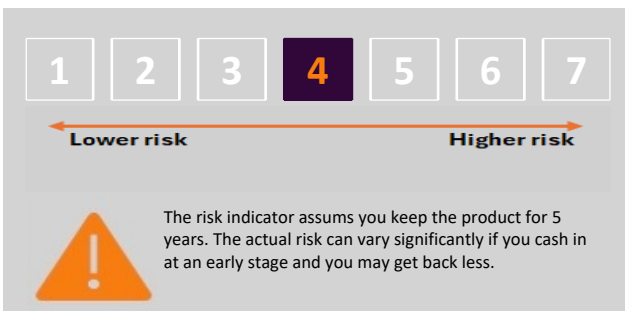 1 2 3 4 5 6 7
Lower risk Higher risk
The risk indicator assums you keep the product for 5
years. The actual risk can vary significantly if you cash in
at an early stage and you may get back less.